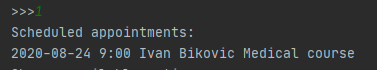 >>>1
Scheduled appointments:
2020-08-24 9:00 Ivan Bikovic Medical course